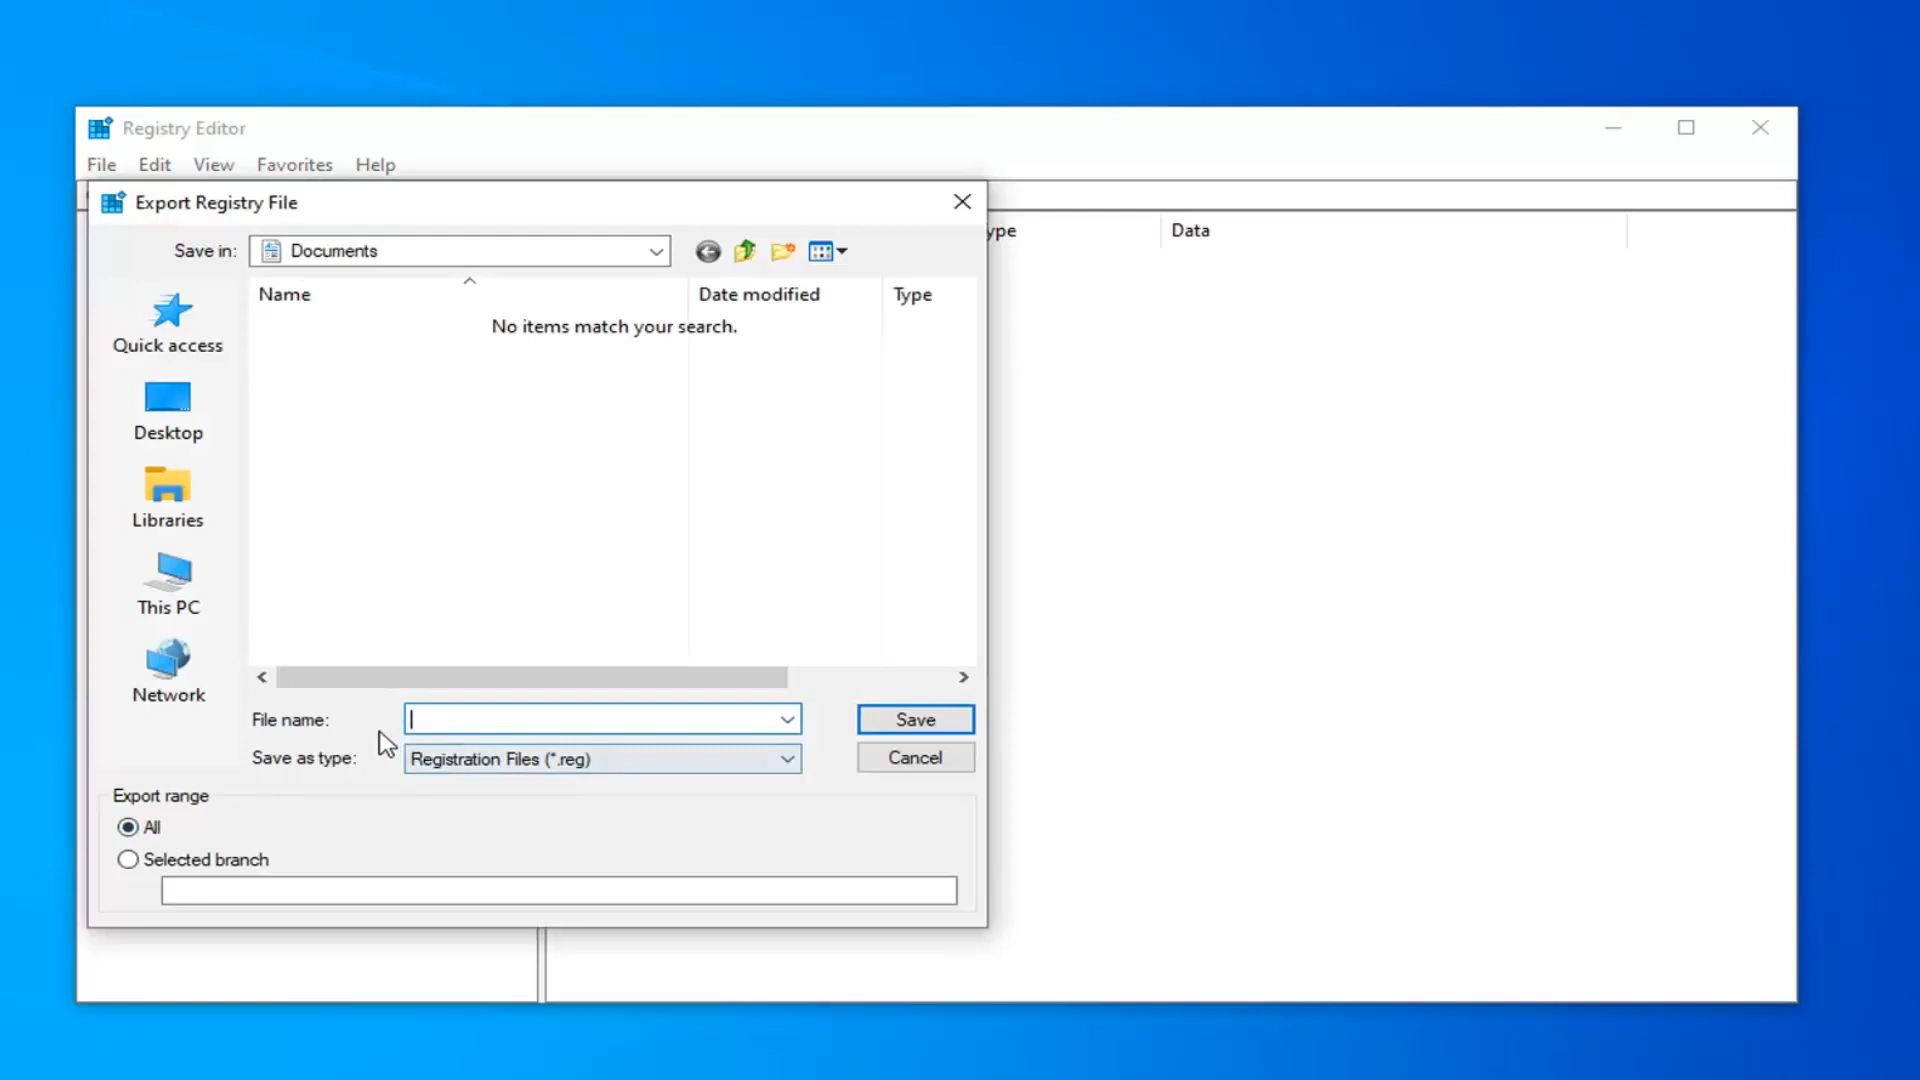 Registry Editor
File Edit View Favorites Help
Export Registry File
Save in: Documents
ype Data
Name Date modified Type
No items match your search.
Quick access
Desktop
Libraries
This PC
Network
File name: Save
Save as type: Registration Files (*.reg) Cancel
Export range
All
Selected branch